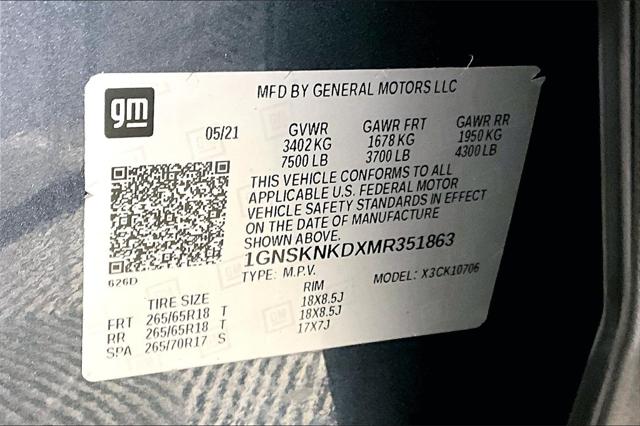 gm
MFD BY GENERAL MOTORS LLC
05/21 GVWR GAWR FRT GAWR RR
3402 KG 1678 KG 1950 KG
7500 LB 3700 LB 4300 LB
THIS VEHICLE CONFORMS TO ALL
APPLICABLE U.S. FEDERAL MOTOR
VEHICLE SAFETY STANDARDS IN EFFECT
ON THE DATE OF MANUFACTURE
SHOWN ABOVE.
1GNSKNKDXMR351863
626D
TYPE: M.P.V. MODEL: X3CK10706
TIRE SIZE RIM
FRT 265/65R18 T 18X8.5J
RR 265/65R18 T 18X8.5J
SPA 265/70R17 S 17X7J